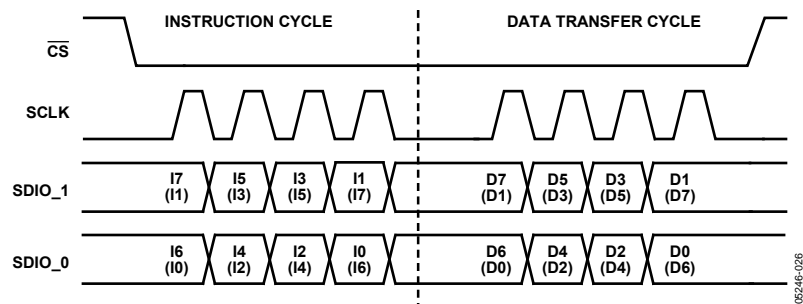 INSTRUCTION CYCLE DATA TRANSFER CYCLE
CS
SCLK
SDIO_1 I7 I5 I3 I1 D7 D5 D3 D1
(I1) (I3) (I5) (I7) (D1) (D3) (D5) (D7)
SDIO_0 I6 I4 I2 I0 D6 D4 D2 D0
(I0) (I2) (I4) (I6) (D0) (D2) (D4) (D6)
05246-026